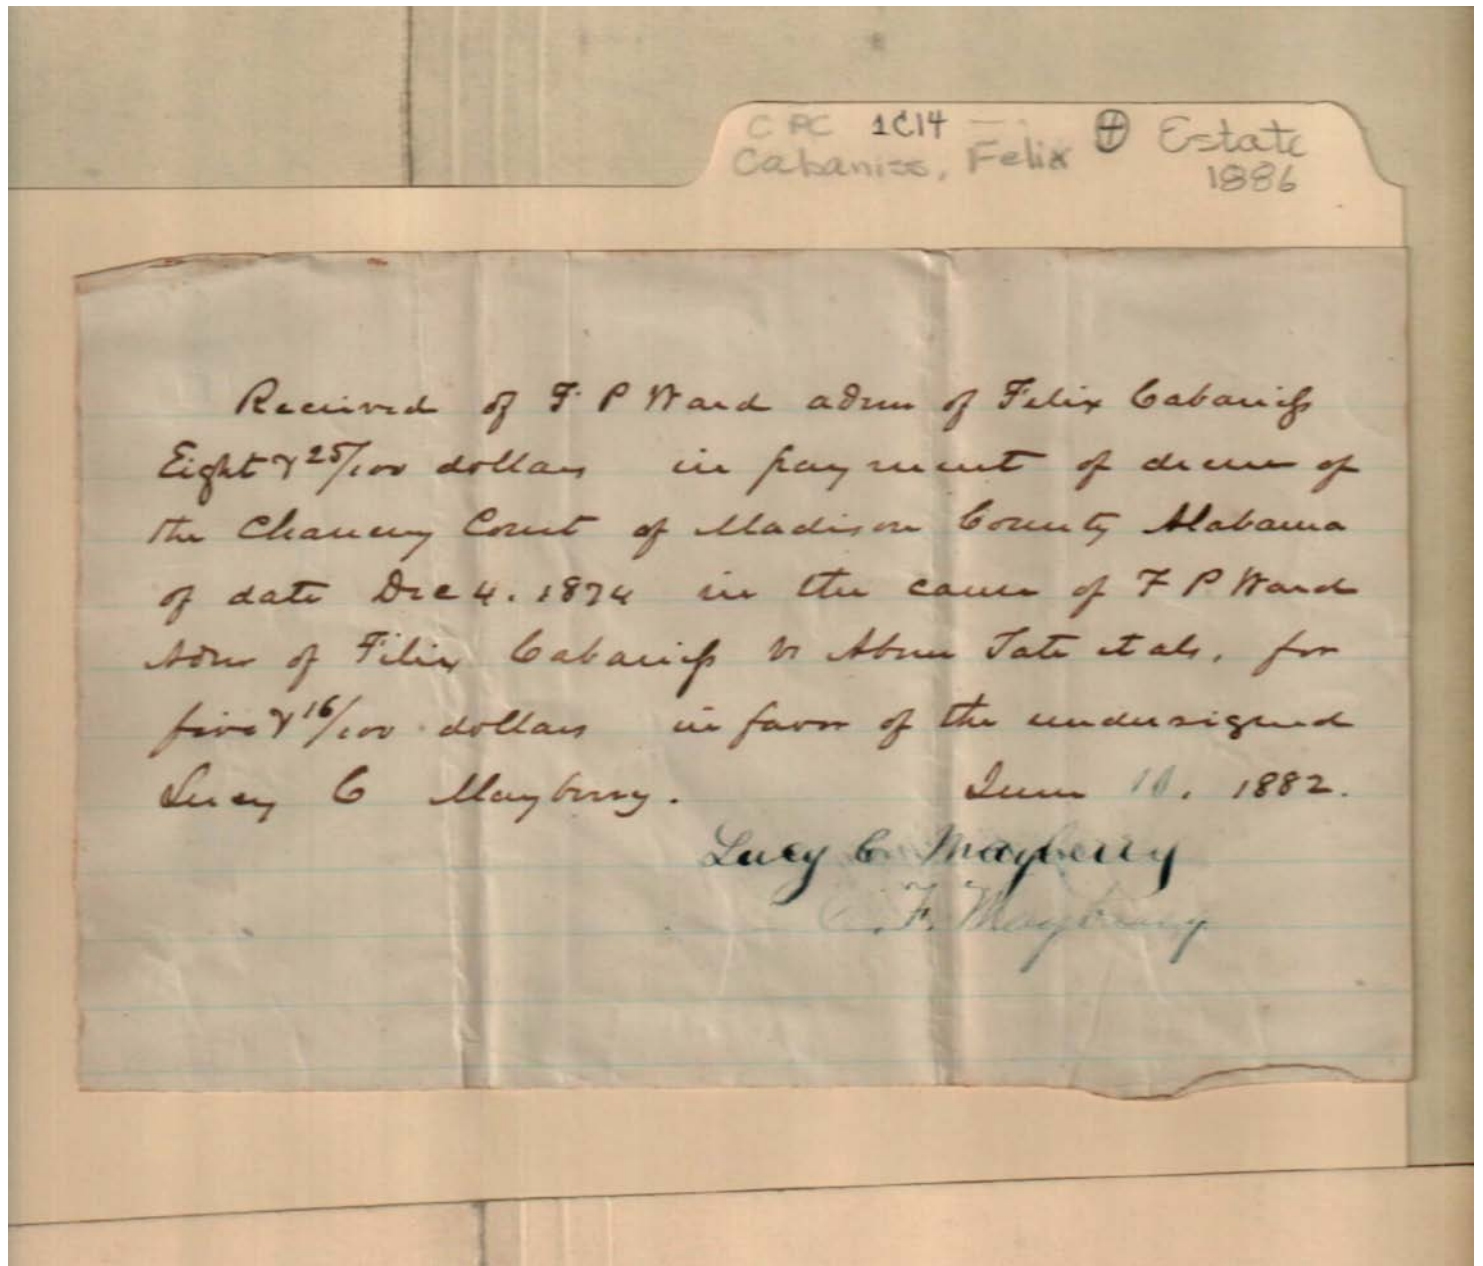 C PC 1C14 Estate
Cabaniss, Felix 1886
Received of F. P Ward admr of Felix Cabaniss
Eight & 25/100 dollars in payment of decree of
the Chancery Court of Madison County Alabama
of date Dec 4. 1874 in the cause of F P Ward
Admr of Felix Cabaniss vs Abner Tate et als, for
five & 16/100 dollars in favor of the undersigned
Lucy C Mayberry. June 10. 1882.
Lucy C. Mayberry
F. Mayberry